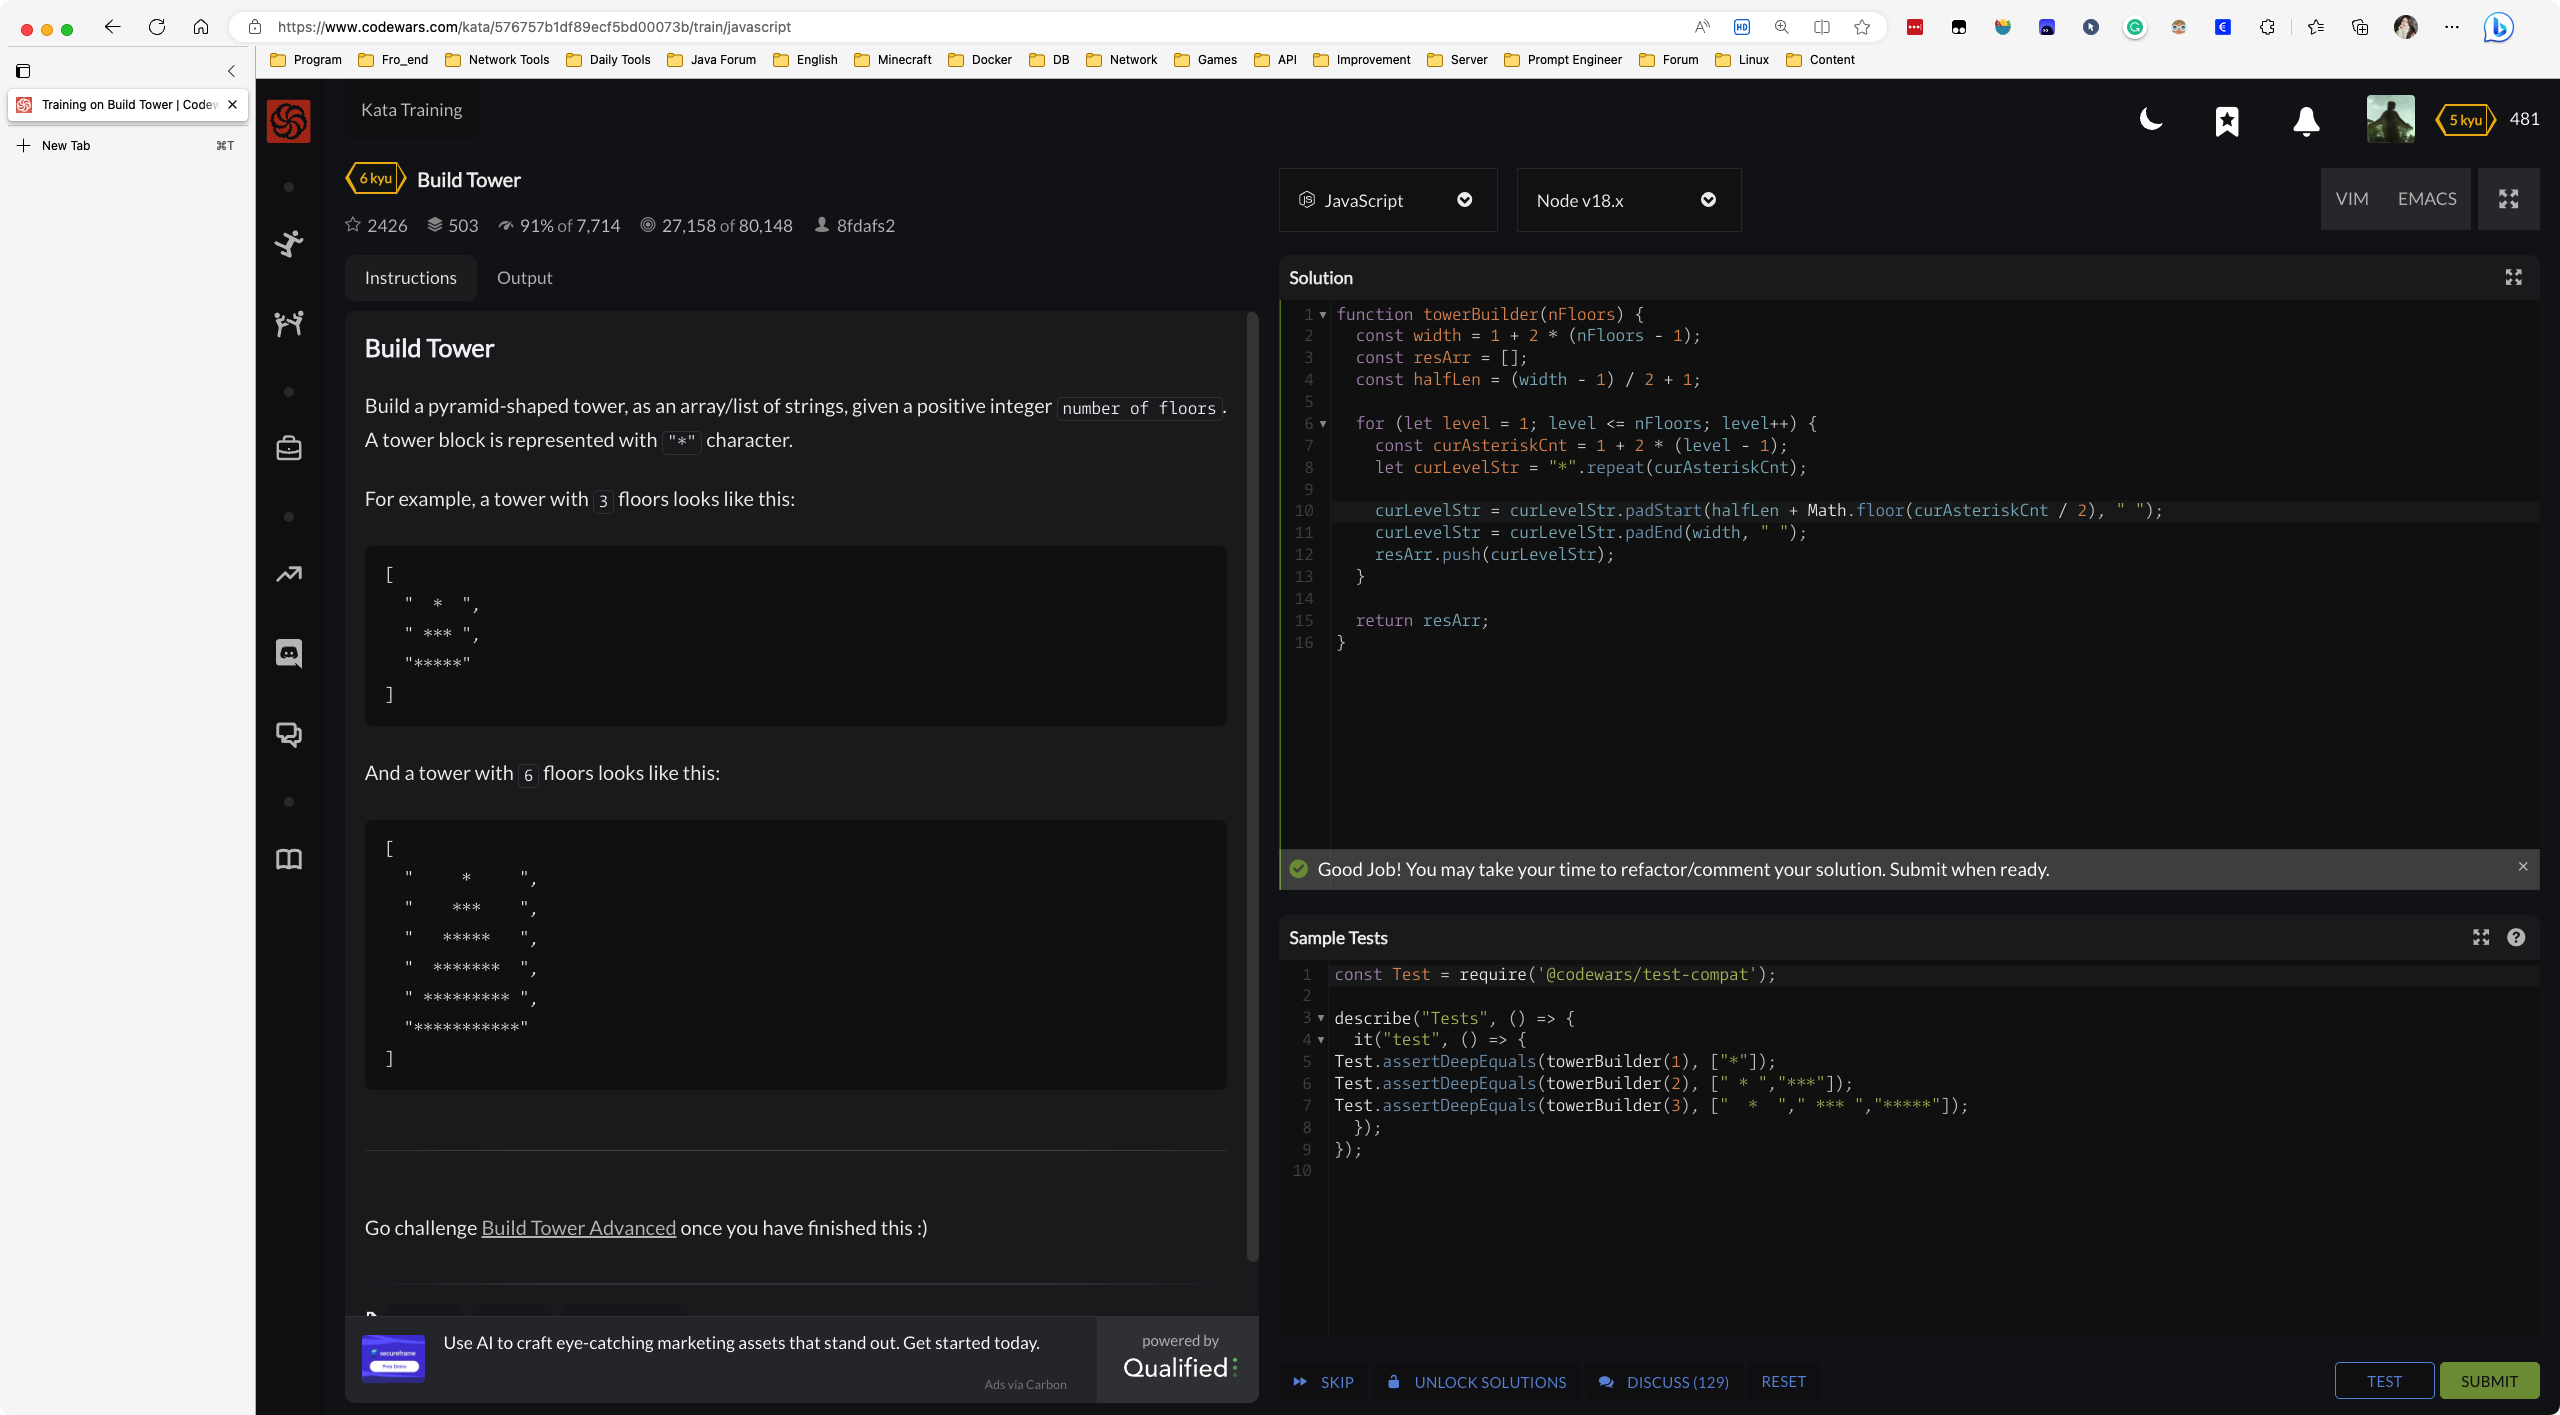 https://www.codewars.com/kata/576757b1df89ecf5bd00073b/train/javascript
Program Fro_end Network Tools Daily Tools Java Forum English Minecraft Docker DB Network Games API Improvement Server Prompt Engineer Forum Linux Content
Training on Build Tower | Codew
New Tab ⌘T
Kata Training
5 kyu 481
6 kyu Build Tower
2426 503 91% of 7,714 27,158 of 80,148 8fdafs2
JavaScript Node v18.x VIM EMACS
Instructions Output
Build Tower
Build a pyramid-shaped tower, as an array/list of strings, given a positive integer number of floors.
A tower block is represented with "*" character.
For example, a tower with 3 floors looks like this:
[
  "  *  ",
  " *** ",
  "*****"
]
And a tower with 6 floors looks like this:
[
  "     *     ",
  "    ***    ",
  "   *****   ",
  "  *******  ",
  " ********* ",
  "***********"
]
Go challenge Build Tower Advanced once you have finished this :)
secureframe
Free Demo
Use AI to craft eye-catching marketing assets that stand out. Get started today.
Ads via Carbon
powered by
Qualified
Solution
1 function towerBuilder(nFloors) {
2   const width = 1 + 2 * (nFloors - 1);
3   const resArr = [];
4   const halfLen = (width - 1) / 2 + 1;
5
6   for (let level = 1; level <= nFloors; level++) {
7     const curAsteriskCnt = 1 + 2 * (level - 1);
8     let curLevelStr = "*".repeat(curAsteriskCnt);
9
10     curLevelStr = curLevelStr.padStart(halfLen + Math.floor(curAsteriskCnt / 2), " ");
11     curLevelStr = curLevelStr.padEnd(width, " ");
12     resArr.push(curLevelStr);
13   }
14
15   return resArr;
16 }
Good Job! You may take your time to refactor/comment your solution. Submit when ready.
Sample Tests
1 const Test = require('@codewars/test-compat');
2
3 describe("Tests", () => {
4   it("test", () => {
5 Test.assertDeepEquals(towerBuilder(1), ["*"]);
6 Test.assertDeepEquals(towerBuilder(2), [" * ","***"]);
7 Test.assertDeepEquals(towerBuilder(3), ["  *  "," *** ","*****"]);
8   });
9 });
10
SKIP UNLOCK SOLUTIONS DISCUSS (129) RESET TEST SUBMIT